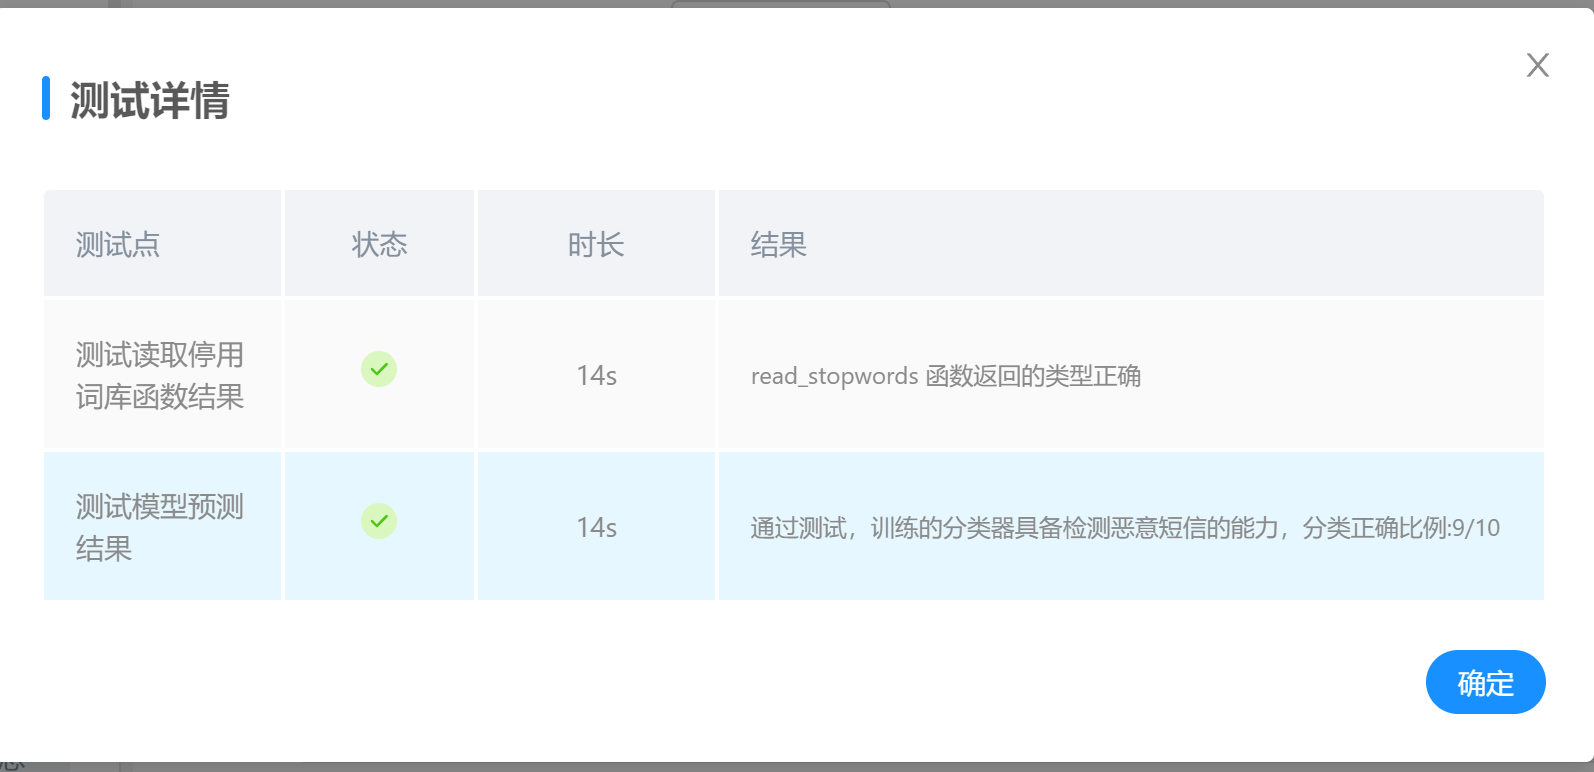 测试详情
测试点 状态 时长 结果
测试读取停用
词库函数结果
14s
read_stopwords 函数返回的类型正确
测试模型预测
结果
14s
通过测试，训练的分类器具备检测恶意短信的能力，分类正确比例:9/10
确定